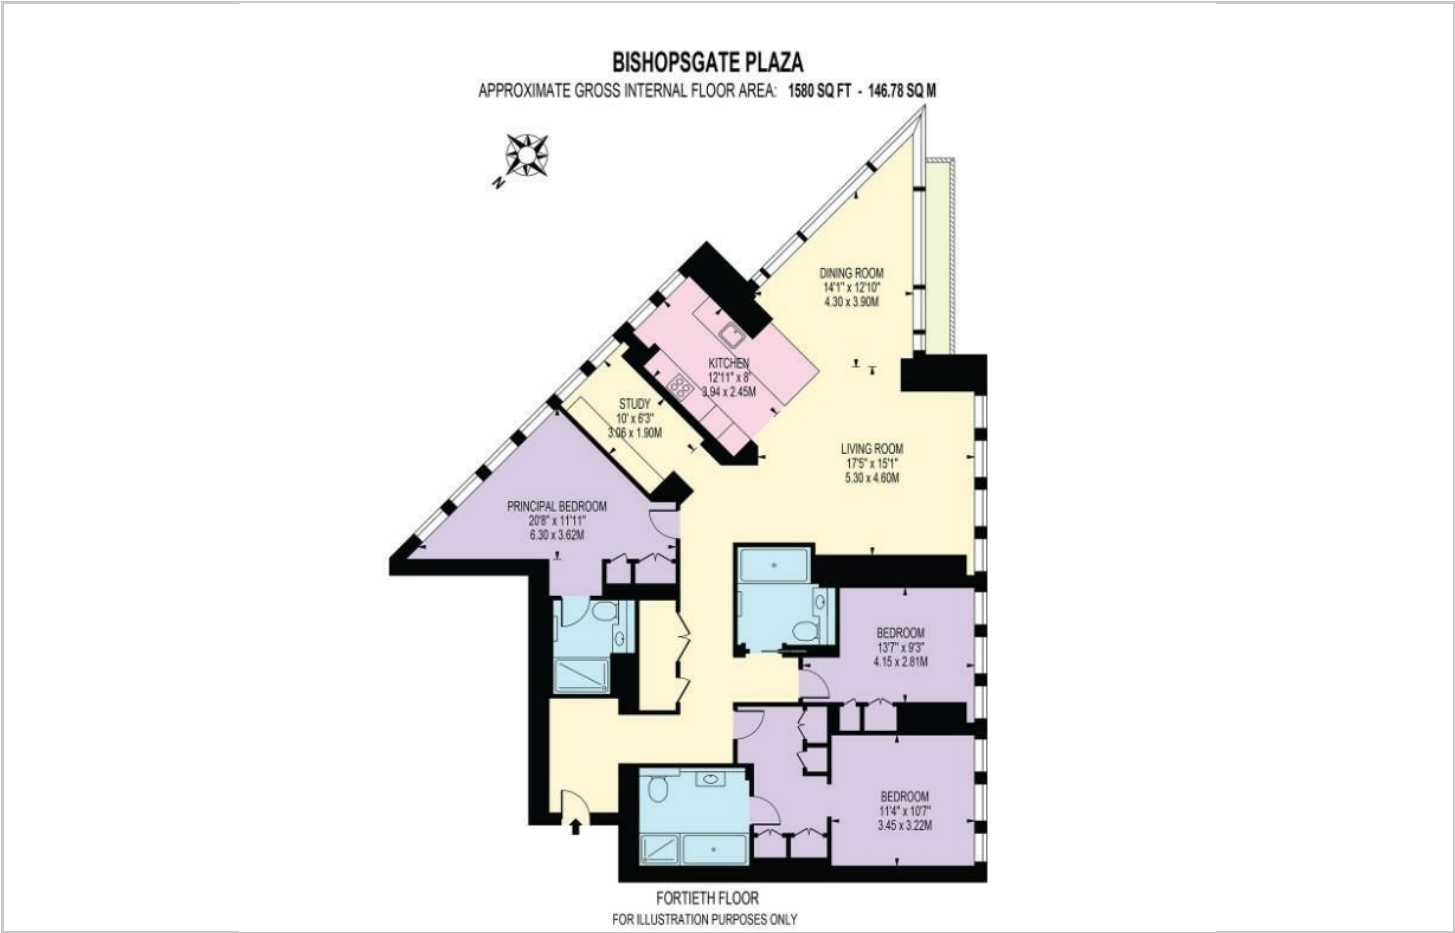 BISHOPSGATE PLAZA
APPROXIMATE GROSS INTERNAL FLOOR AREA: 1580 SQ FT - 146.78 SQ M
N
DINING ROOM
14'1" x 12'10"
4.30 x 3.90M
KITCHEN
12'11" x 8'
3.94 x 2.45M
STUDY
10' x 6'3"
3.06 x 1.90M
LIVING ROOM
17'5" x 15'1"
5.30 x 4.60M
PRINCIPAL BEDROOM
20'8" x 11'11"
6.30 x 3.62M
BEDROOM
13'7" x 9'3"
4.15 x 2.81M
BEDROOM
11'4" x 10'7"
3.45 x 3.22M
FORTIETH FLOOR
FOR ILLUSTRATION PURPOSES ONLY